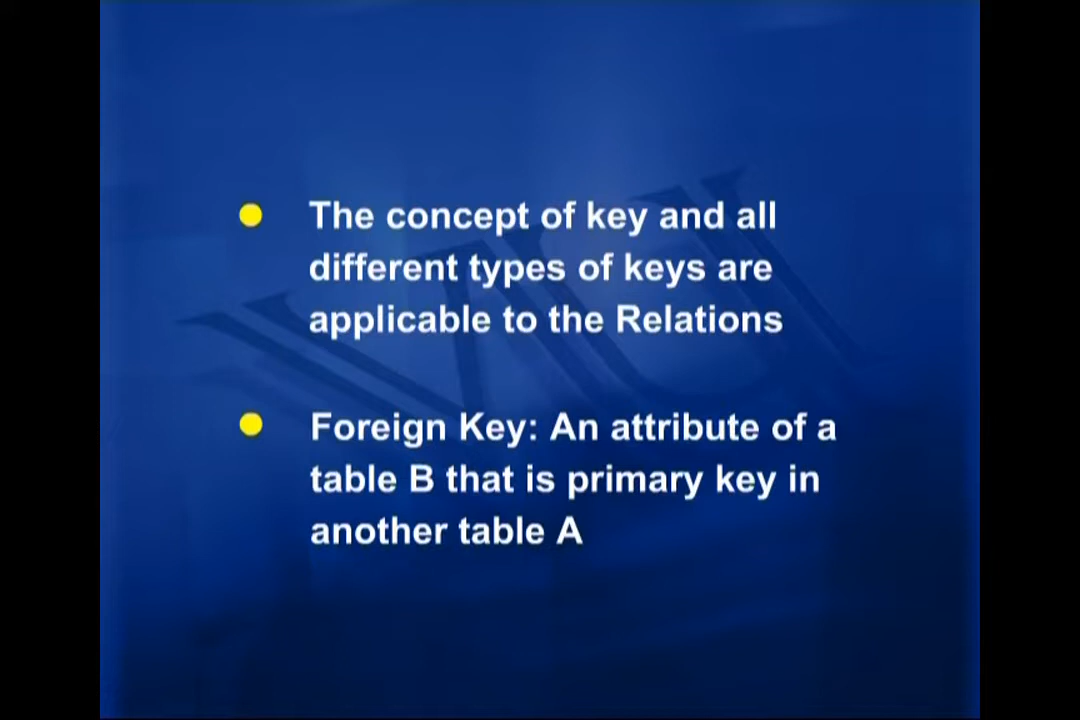 The concept of key and all
different types of keys are
applicable to the Relations
Foreign Key: An attribute of a
table B that is primary key in
another table A
VU